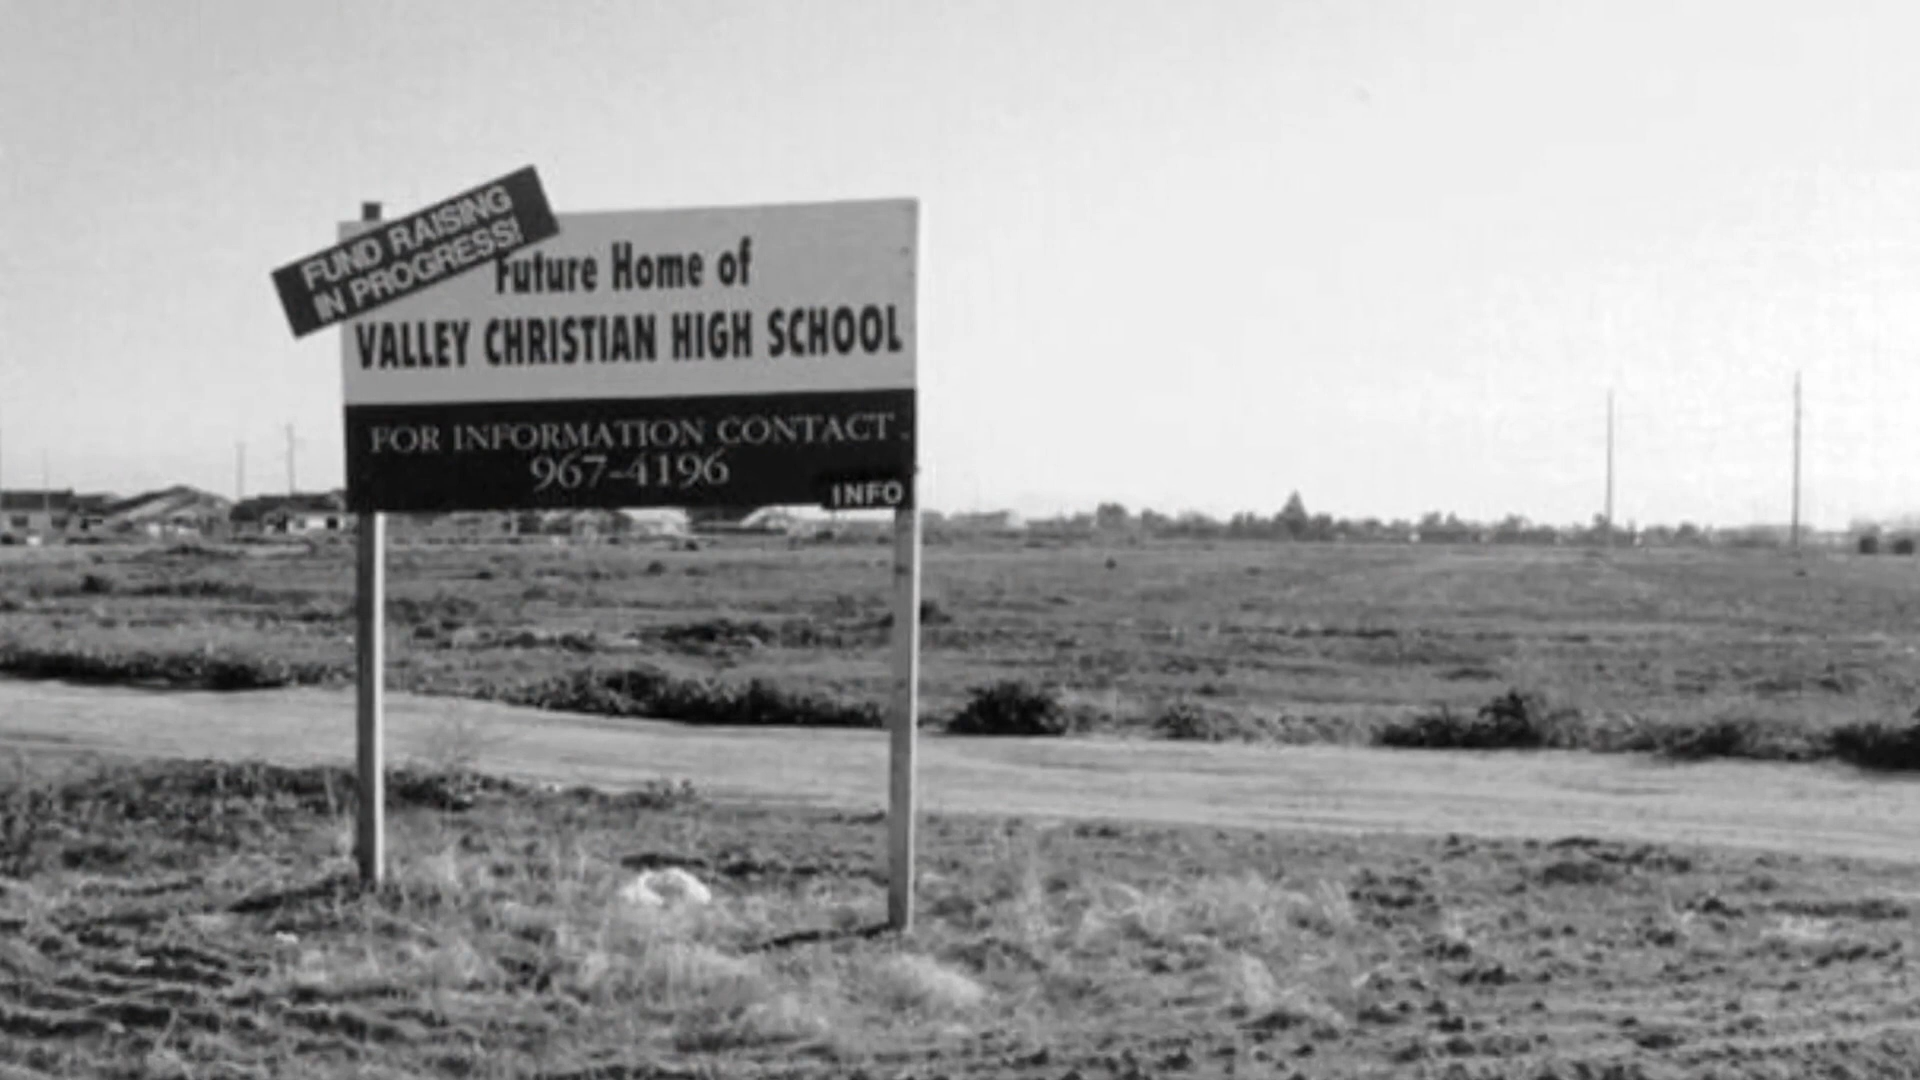 FUND RAISING
IN PROGRESS!
Future Home of
VALLEY CHRISTIAN HIGH SCHOOL
FOR INFORMATION CONTACT
967-4196
INFO